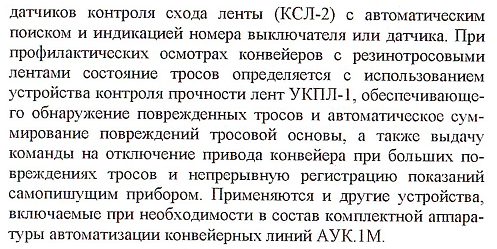 датчиков контроля схода ленты (КСЛ-2) с автоматическим
поиском и индикацией номера выключателя или датчика. При
профилактических осмотрах конвейеров с резинотросовыми
лентами состояние тросов определяется с использованием
устройства контроля прочности лент УКПЛ-1, обеспечивающе-
го обнаружение поврежденных тросов и автоматическое сум-
мирование повреждений тросовой основы, а также выдачу
команды на отключение привода конвейера при больших по-
вреждениях тросов и непрерывную регистрацию показаний
самопишущим прибором. Применяются и другие устройства,
включаемые при необходимости в состав комплектной аппара-
туры автоматизации конвейерных линий АУК.1М.